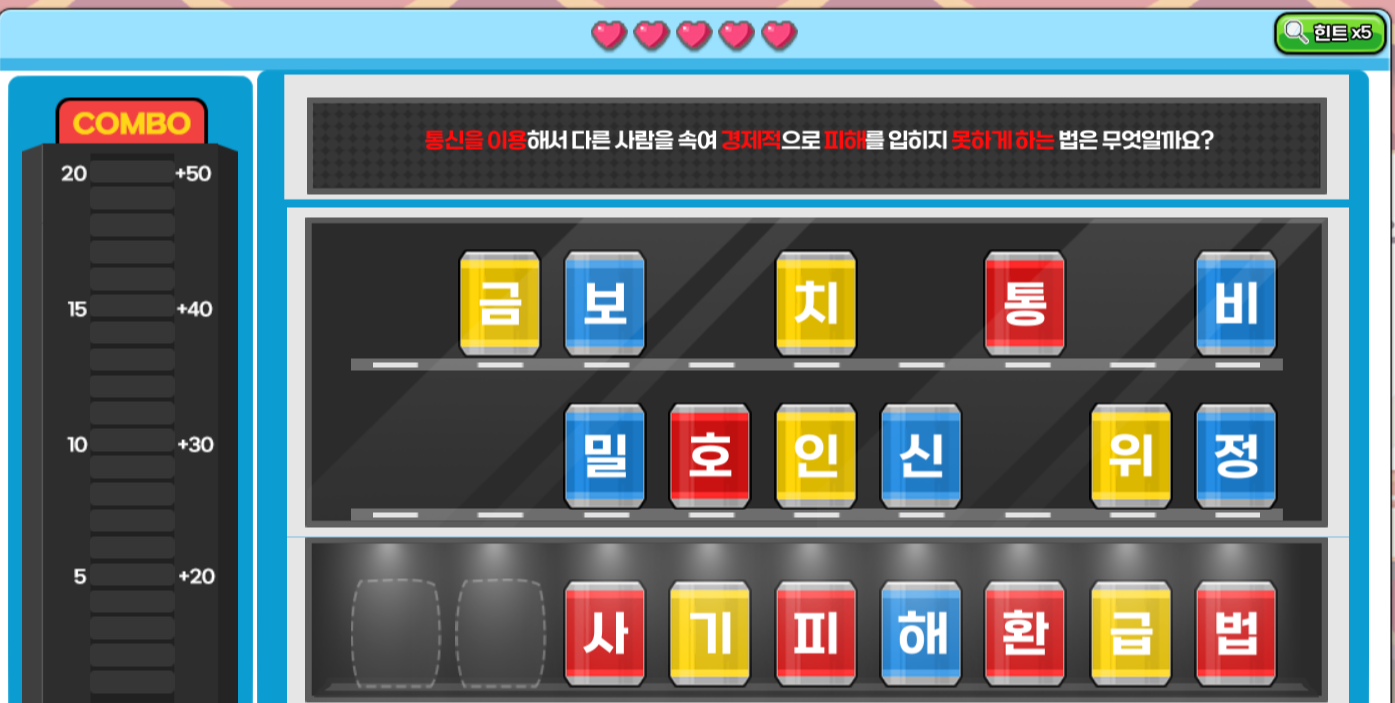 힌트 x5
COMBO
20 +50
15 +40
10 +30
5 +20
통신을 이용해서 다른 사람을 속여 경제적으로 피해를 입히지 못하게 하는 법은 무엇일까요?
금 보 치 통 비
밀 호 인 신 위 정
사 기 피 해 환 급 법